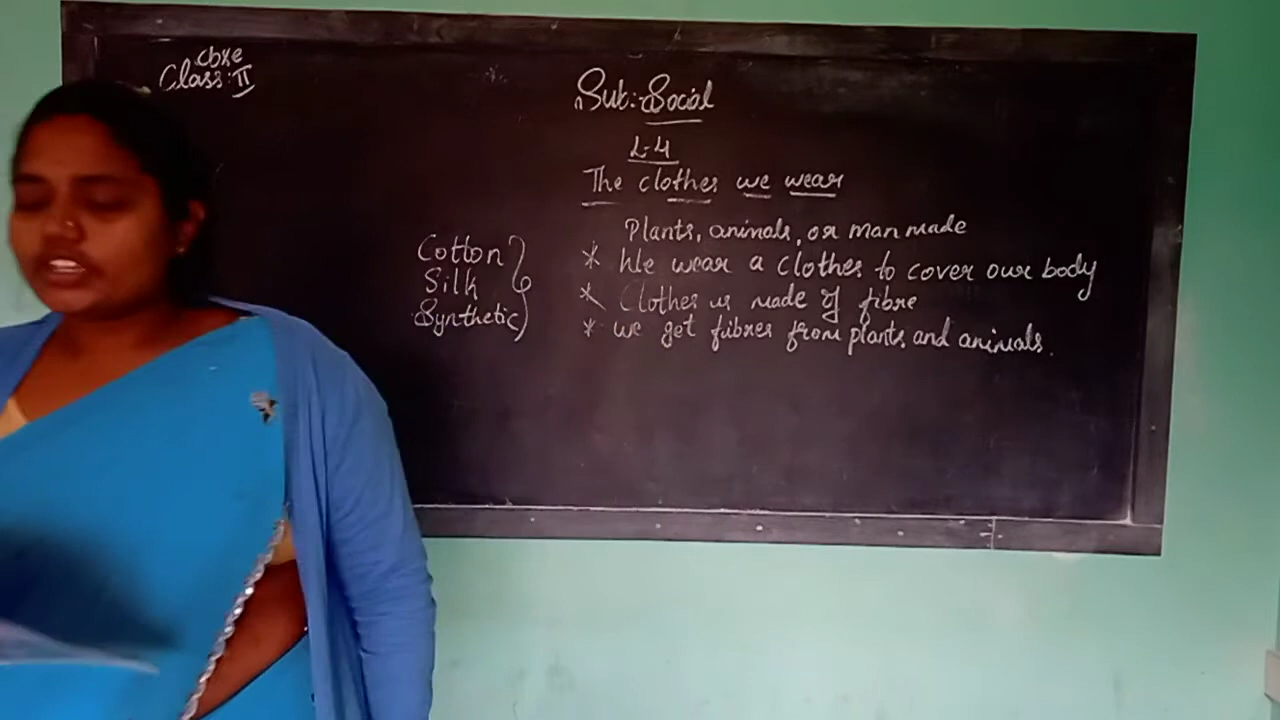 cbse
Class: II
Sub:- Social
L-4
The clothes we wear
Plants, animals, or man made
* We wear a clothes to cover our body
* Clothes is made of fibre
* we get fibres from plants and animals.
Cotton
Silk
Synthetic